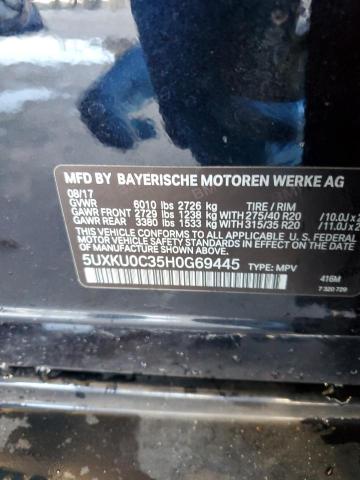 MFD BY BAYERISCHE MOTOREN WERKE AG
08/17
GVWR 6010 lbs 2726 kg TIRE / RIM
GAWR FRONT 2729 lbs 1238 kg WITH 275/40 R20 /10.0J x 2
GAWR REAR 3380 lbs 1533 kg WITH 315/35 R20 /11.0J x 2
THIS VEHICLE CONFORMS TO ALL APPLICABLE U.S. FEDERAL
MOTOR VEHICLE SAFETY STANDARDS IN EFFECT ON THE DATE
OF MANUFACTURE SHOWN ABOVE.
5UXKU0C35H0G69445 TYPE: MPV
416M
7 320 729